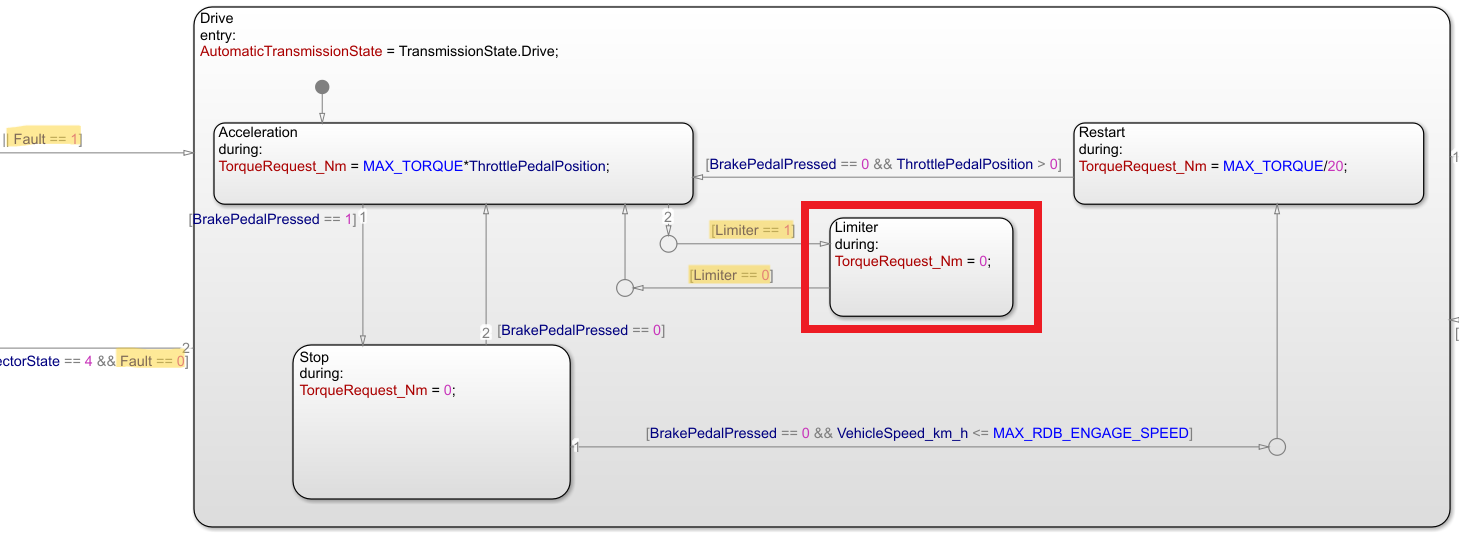 Drive
entry:
AutomaticTransmissionState = TransmissionState.Drive;
|| Fault == 1]
Acceleration
during:
TorqueRequest_Nm = MAX_TORQUE*ThrottlePedalPosition;
[BrakePedalPressed == 0 && ThrottlePedalPosition > 0]
Restart
during:
TorqueRequest_Nm = MAX_TORQUE/20;
1
[BrakePedalPressed == 1]
1
2
[Limiter == 1]
Limiter
during:
TorqueRequest_Nm = 0;
[Limiter == 0]
2
[BrakePedalPressed == 0]
2
ectorState == 4 && Fault == 0]
[
Stop
during:
TorqueRequest_Nm = 0;
1
[BrakePedalPressed == 0 && VehicleSpeed_km_h <= MAX_RDB_ENGAGE_SPEED]